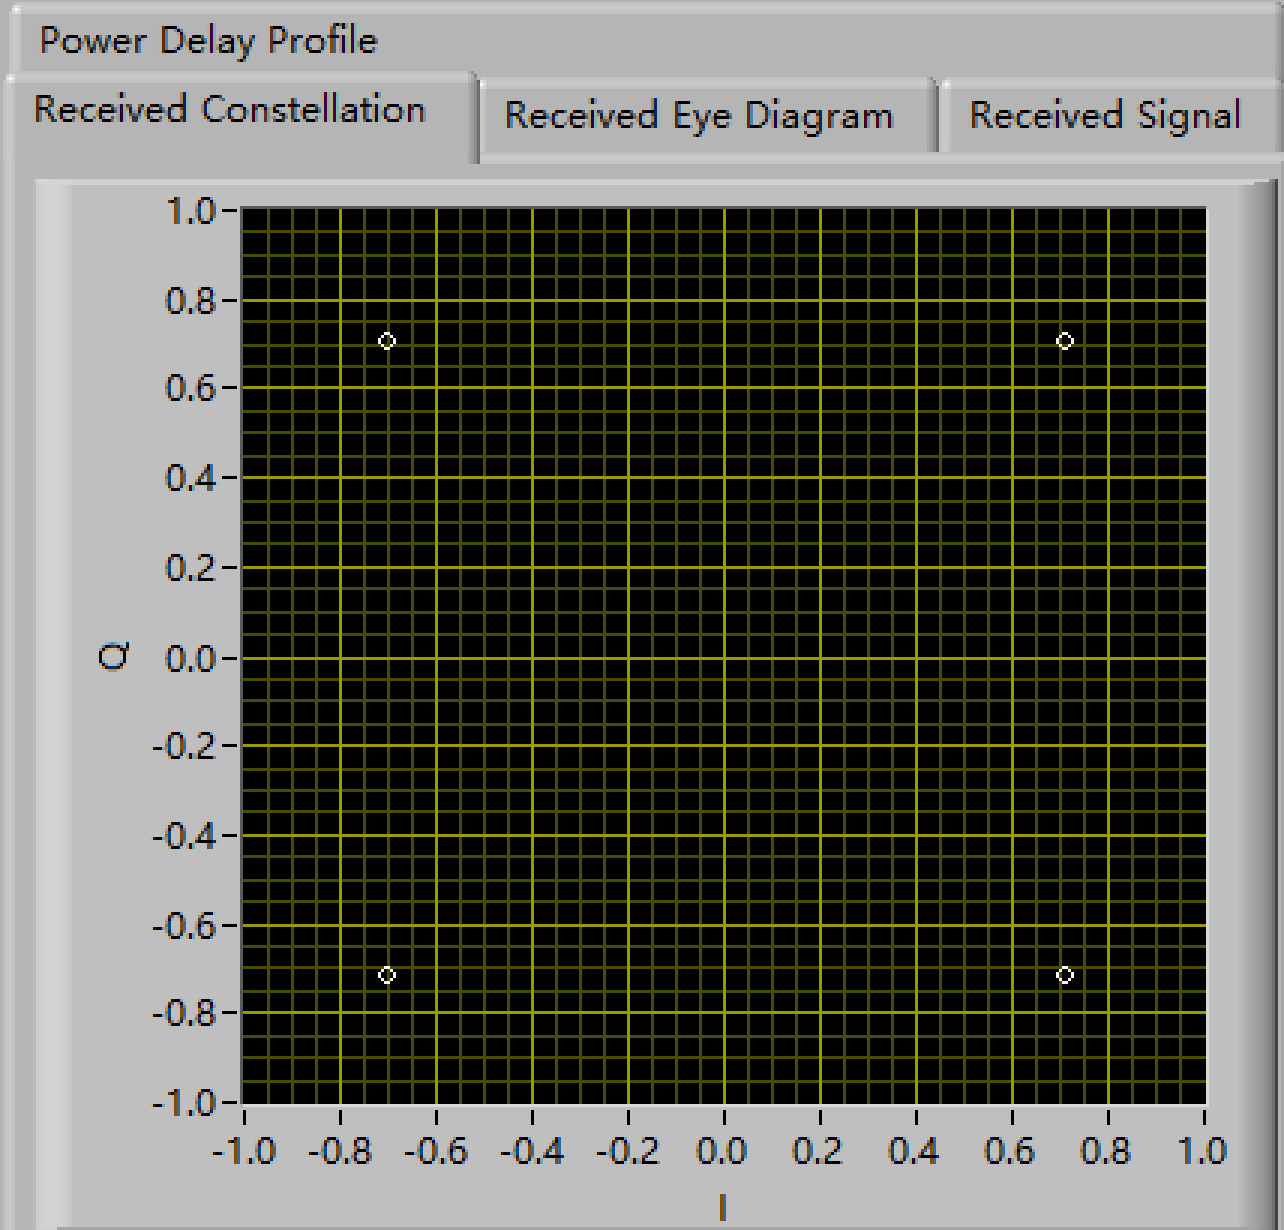 Power Delay Profile
Received Constellation
Received Eye Diagram
Received Signal
1.0
0.8
0.6
0.4
0.2
0.0
-0.2
-0.4
-0.6
-0.8
-1.0
Q
-1.0 -0.8 -0.6 -0.4 -0.2 0.0 0.2 0.4 0.6 0.8 1.0
I